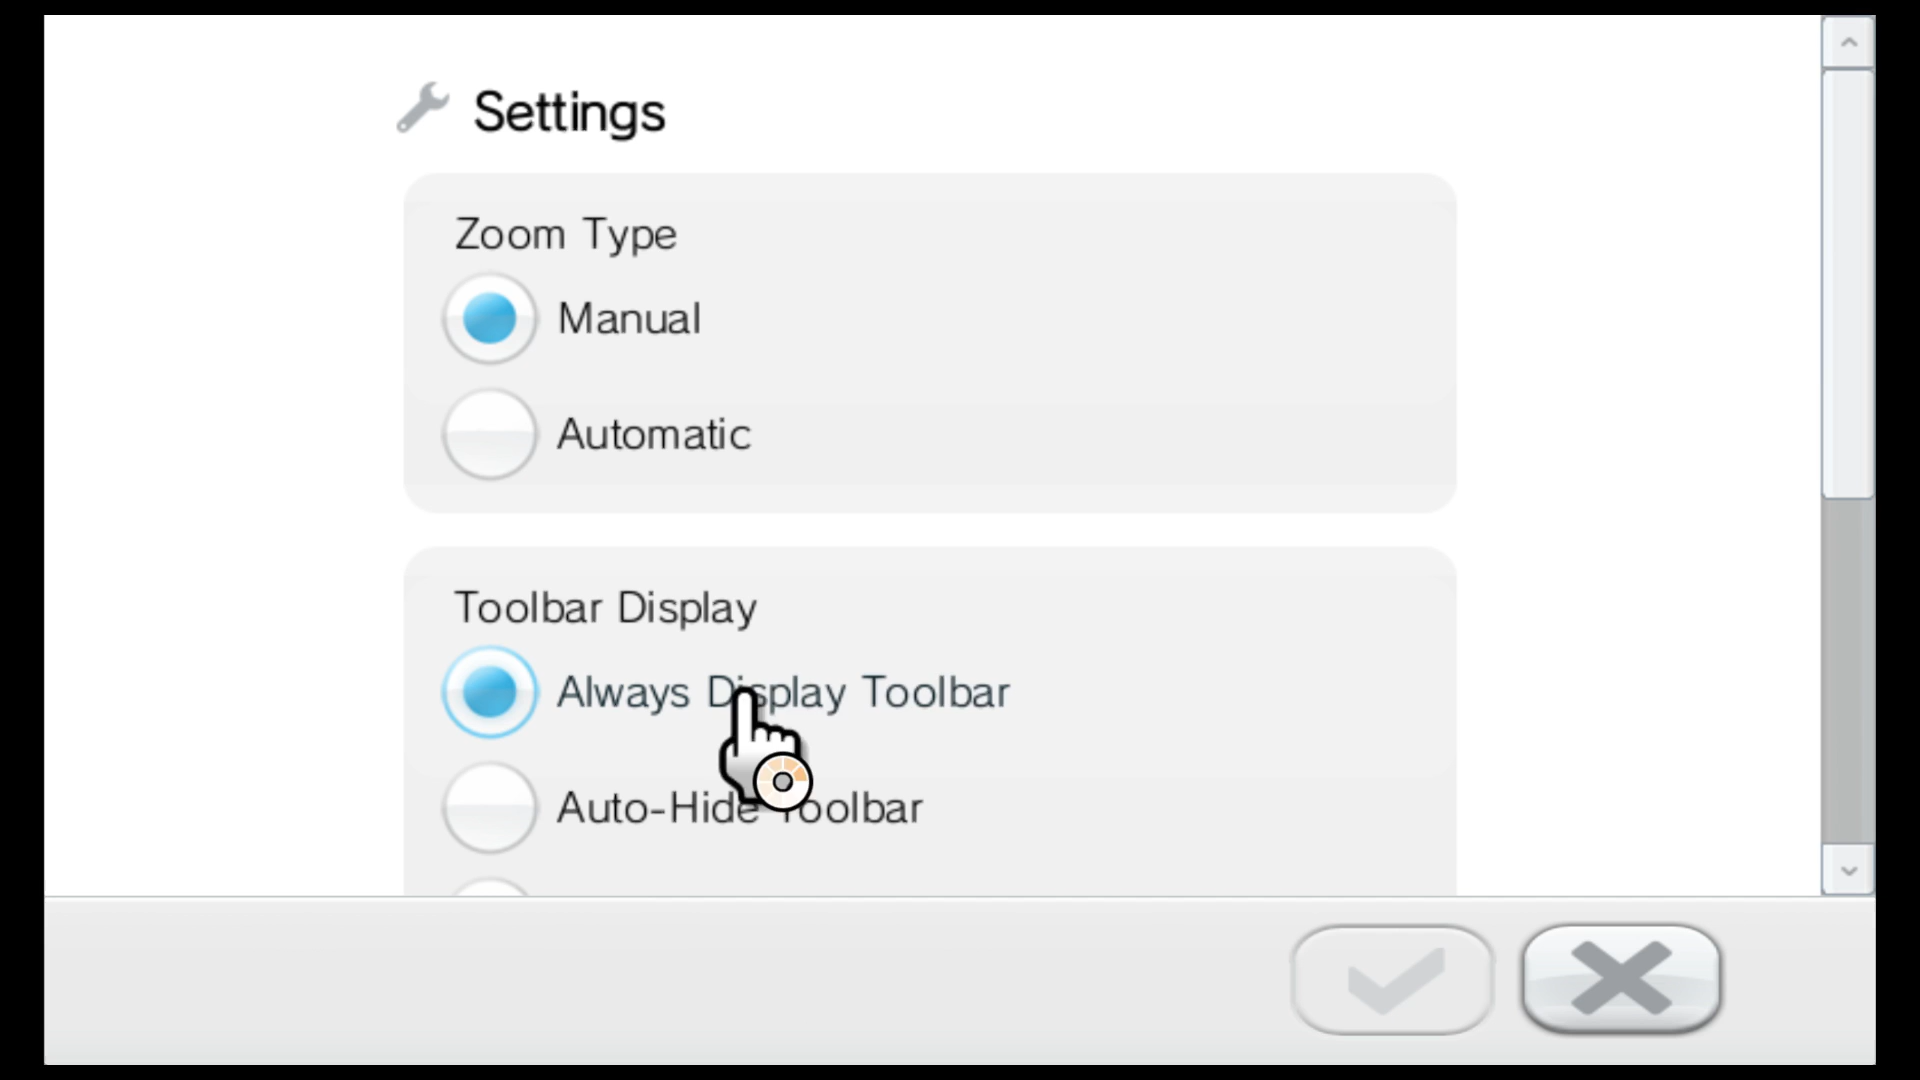 Settings
Zoom Type
Manual
Automatic
Toolbar Display
Always Display Toolbar
Auto-Hide Toolbar